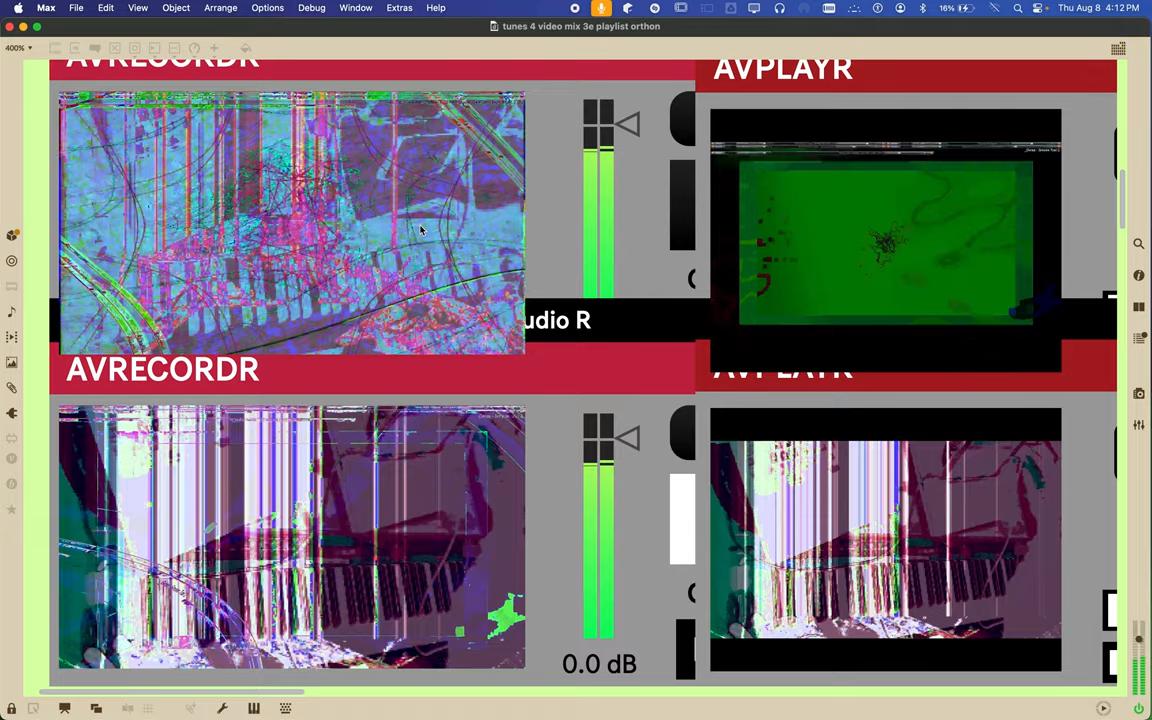 Max File Edit View Object Arrange Options Debug Window Extras Help 16% Thu Aug 8 4:12 PM
tunes 4 video mix 3e playlist orthon
400%
AVRECORDR AVPLAYR
udio R
AVRECORDR AVPLAYR
0.0 dB